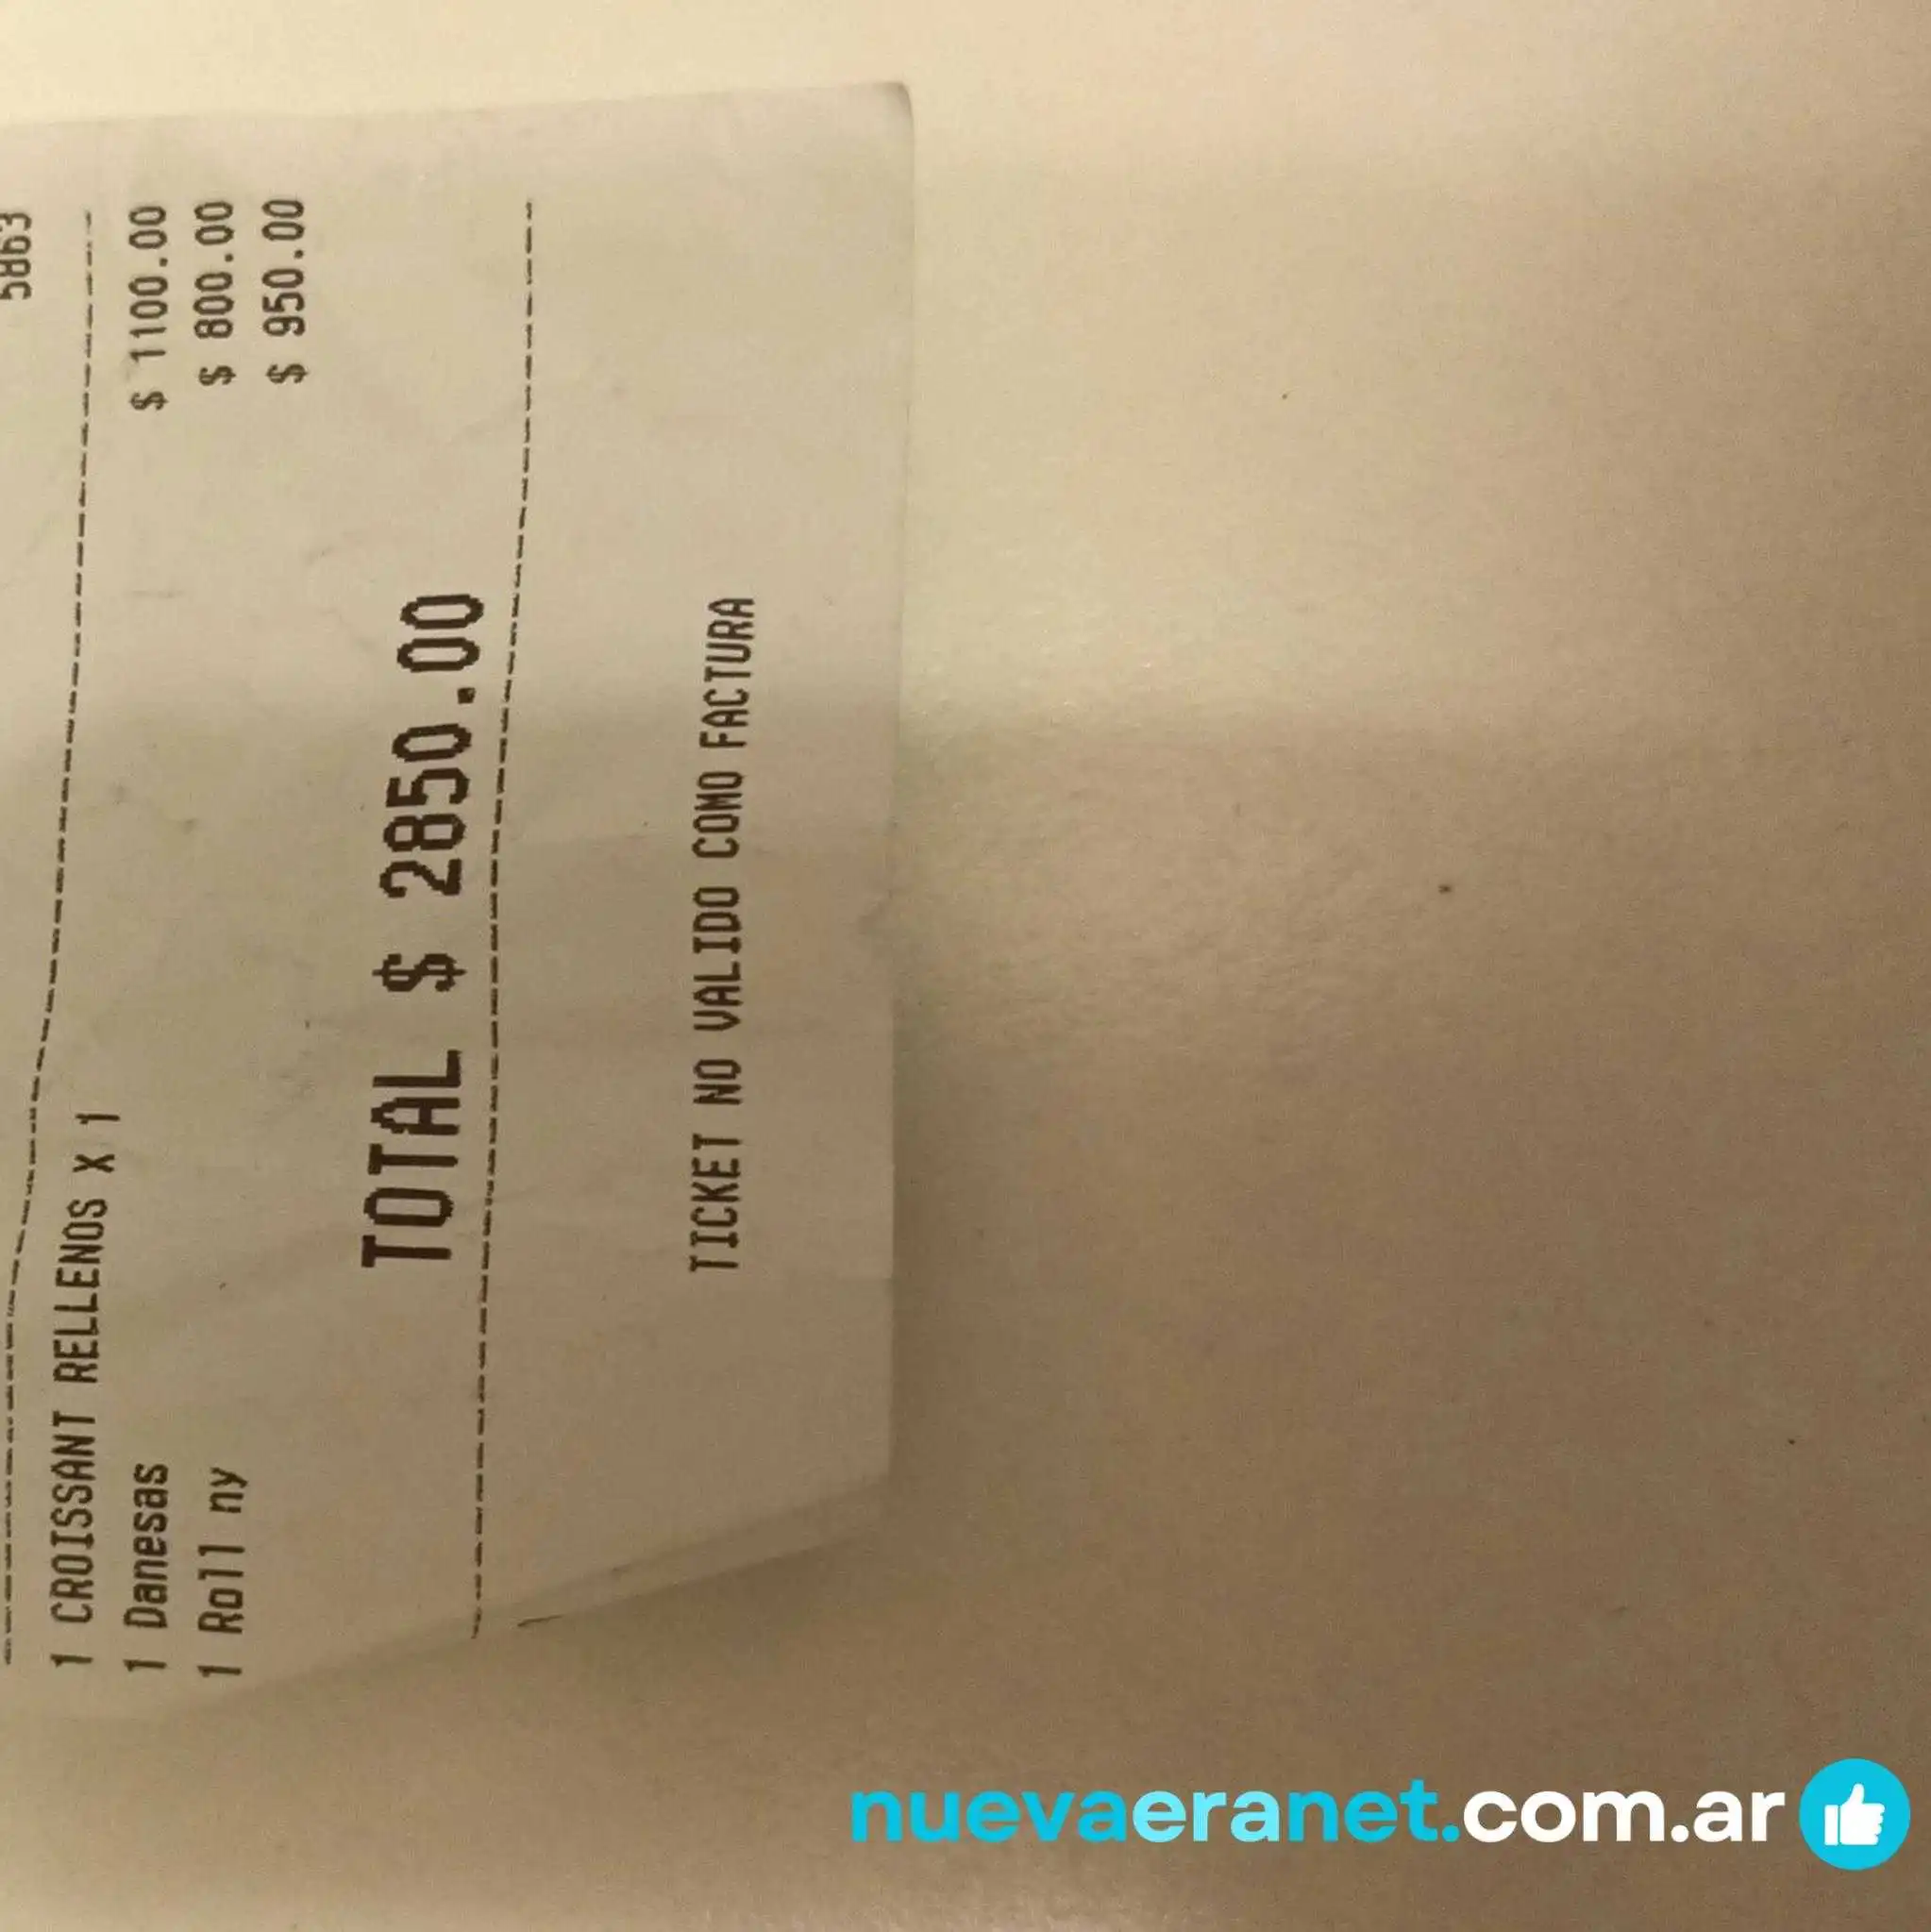 5863
1 CROISSANT RELLENOS X 1 $ 1100.00
1 Danesas $ 800.00
1 Roll ny $ 950.00
TOTAL $ 2850.00
TICKET NO VALIDO COMO FACTURA
nuevaeranet.com.ar